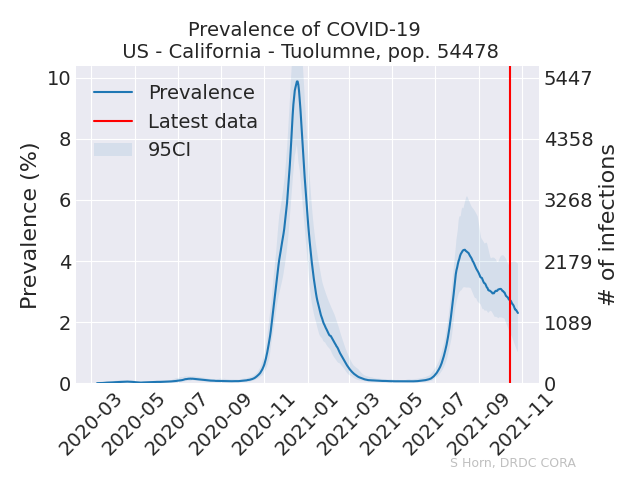 Prevalence of COVID-19
US - California - Tuolumne, pop. 54478
Prevalence
Latest data
95CI
Prevalence (%)
10
8
6
4
2
0
# of infections
5447
4358
3268
2179
1089
0
2020-03
2020-05
2020-07
2020-09
2020-11
2021-01
2021-03
2021-05
2021-07
2021-09
2021-11
S Horn, DRDC CORA